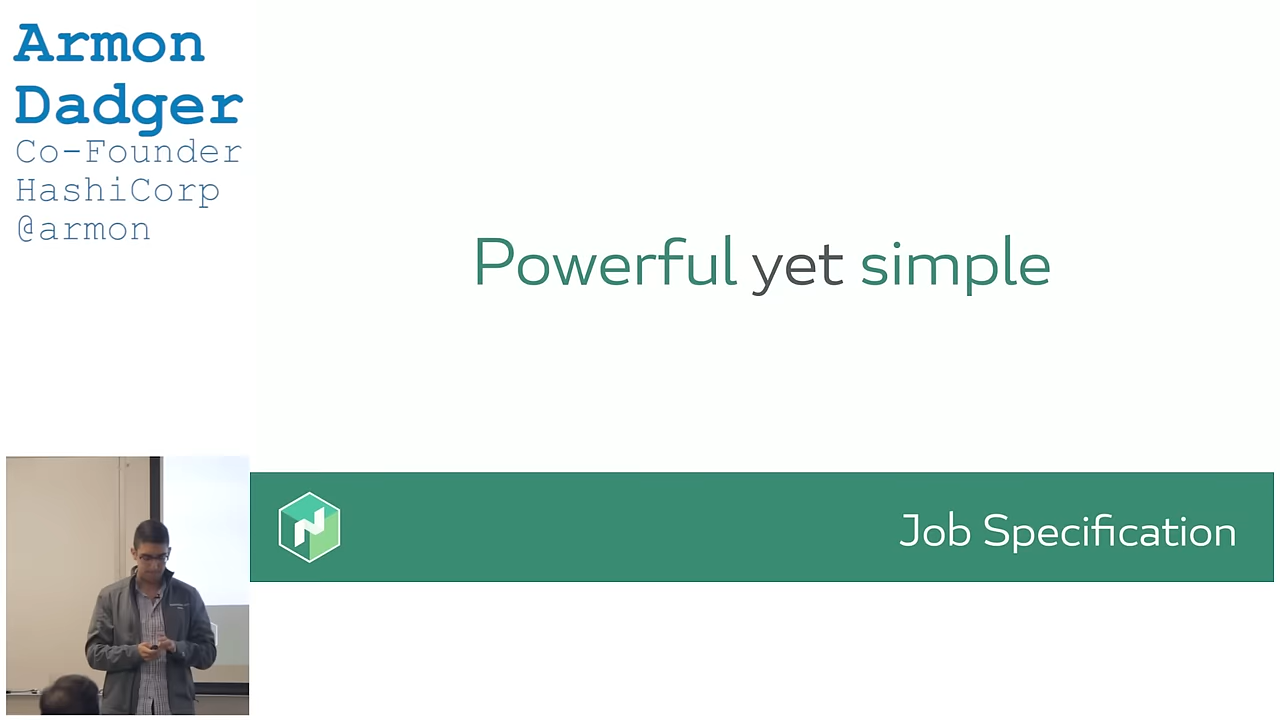 Armon
Dadger
Co-Founder
HashiCorp
@armon
Powerful yet simple
Job Specification